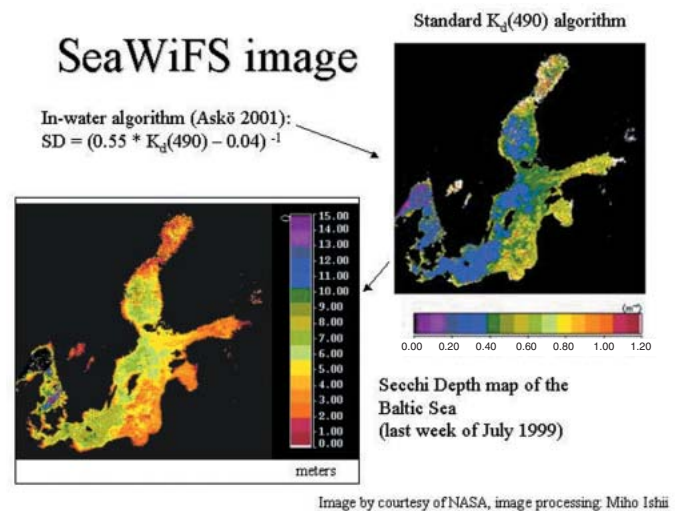 Standard K_d(490) algorithm
SeaWiFS image
In-water algorithm (Askö 2001):
SD = (0.55 * K_d(490) – 0.04) ⁻¹
15.00
14.00
13.00
12.00
11.00
10.00
9.00
8.00
7.00
6.00
5.00
4.00
3.00
2.00
1.00
0.00
meters
(m⁻¹)
0.00 0.20 0.40 0.60 0.80 1.00 1.20
Secchi Depth map of the
Baltic Sea
(last week of July 1999)
Image by courtesy of NASA, image processing: Miho Ishii